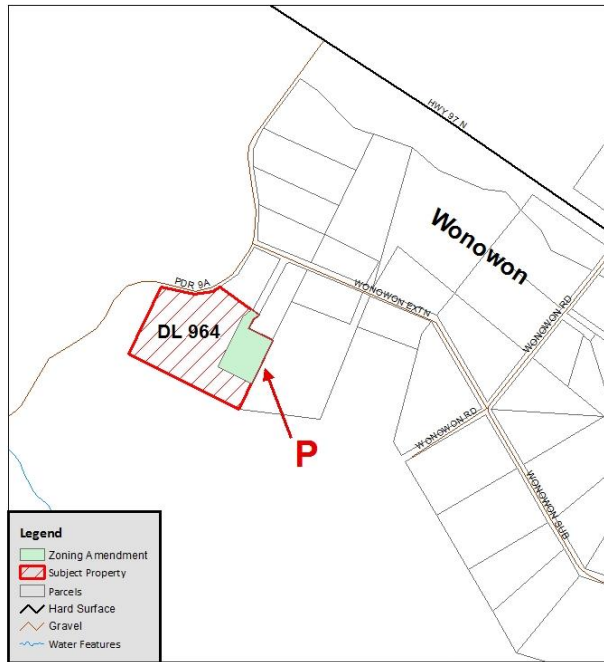 HWY 97 N
Wonowon
PDR 9A
WONOWON EXTN
WONOWON RD
DL 964
WONOWON RD
P
WONOWON SUB
Legend
Zoning Amendment
Subject Property
Parcels
Hard Surface
Gravel
Water Features